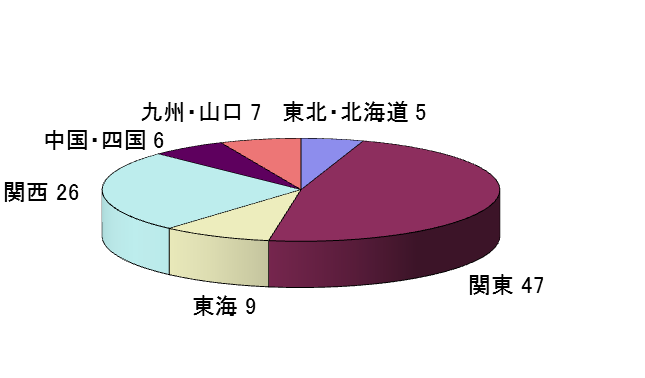 九州・山口 7
東北・北海道 5
中国・四国 6
関西 26
関東 47
東海 9